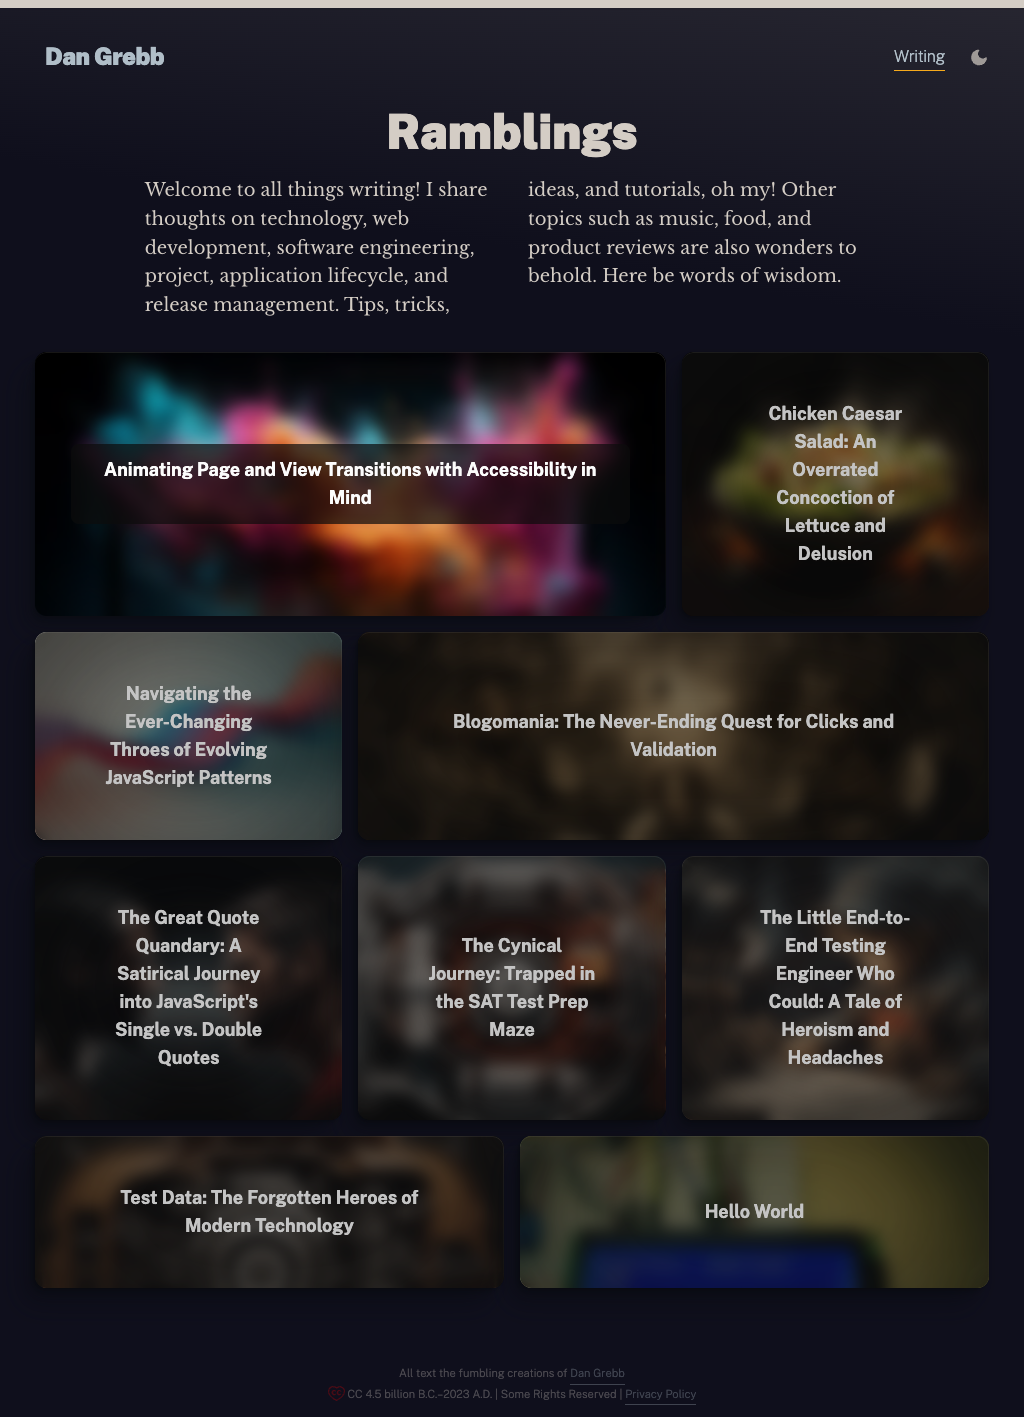 Dan Grebb
Writing
Ramblings
Welcome to all things writing! I share
thoughts on technology, web
development, software engineering,
project, application lifecycle, and
release management. Tips, tricks,
ideas, and tutorials, oh my! Other
topics such as music, food, and
product reviews are also wonders to
behold. Here be words of wisdom.
Animating Page and View Transitions with Accessibility in
Mind
Chicken Caesar
Salad: An
Overrated
Concoction of
Lettuce and
Delusion
Navigating the
Ever-Changing
Throes of Evolving
JavaScript Patterns
Blogomania: The Never-Ending Quest for Clicks and
Validation
The Great Quote
Quandary: A
Satirical Journey
into JavaScript's
Single vs. Double
Quotes
The Cynical
Journey: Trapped in
the SAT Test Prep
Maze
The Little End-to-
End Testing
Engineer Who
Could: A Tale of
Heroism and
Headaches
Test Data: The Forgotten Heroes of
Modern Technology
Hello World
All text the fumbling creations of Dan Grebb
CC 4.5 billion B.C.–2023 A.D. | Some Rights Reserved | Privacy Policy